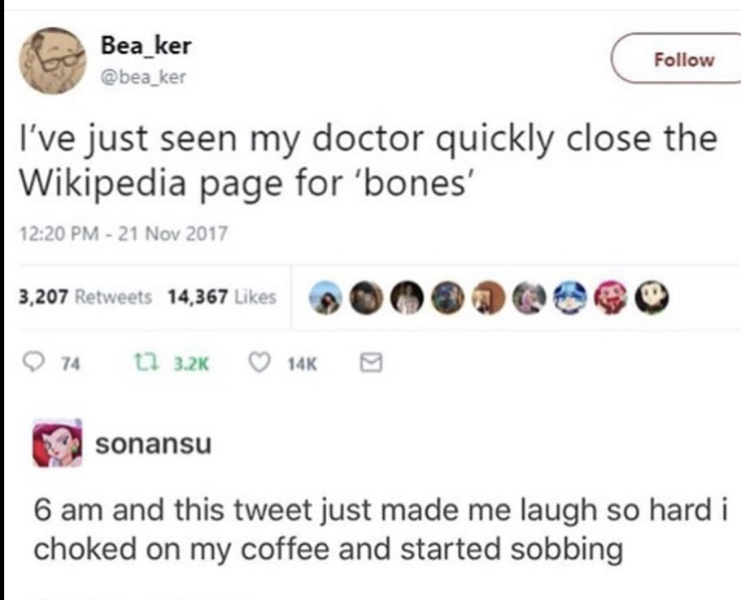 Bea_ker
@bea_ker
Follow
I've just seen my doctor quickly close the
Wikipedia page for 'bones'
12:20 PM - 21 Nov 2017
3,207 Retweets 14,367 Likes
74 3.2K 14K
sonansu
6 am and this tweet just made me laugh so hard i
choked on my coffee and started sobbing